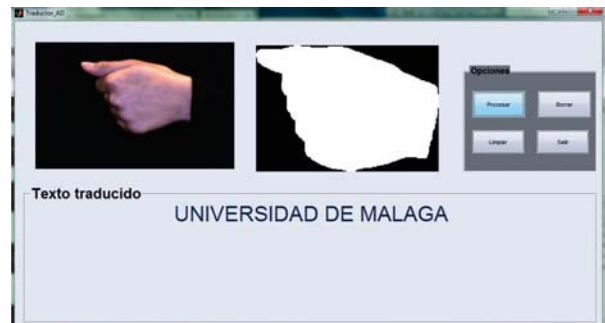 Traductor_AD
Opciones
Procesar
Borrar
Limpiar
Salir
Texto traducido
UNIVERSIDAD DE MALAGA